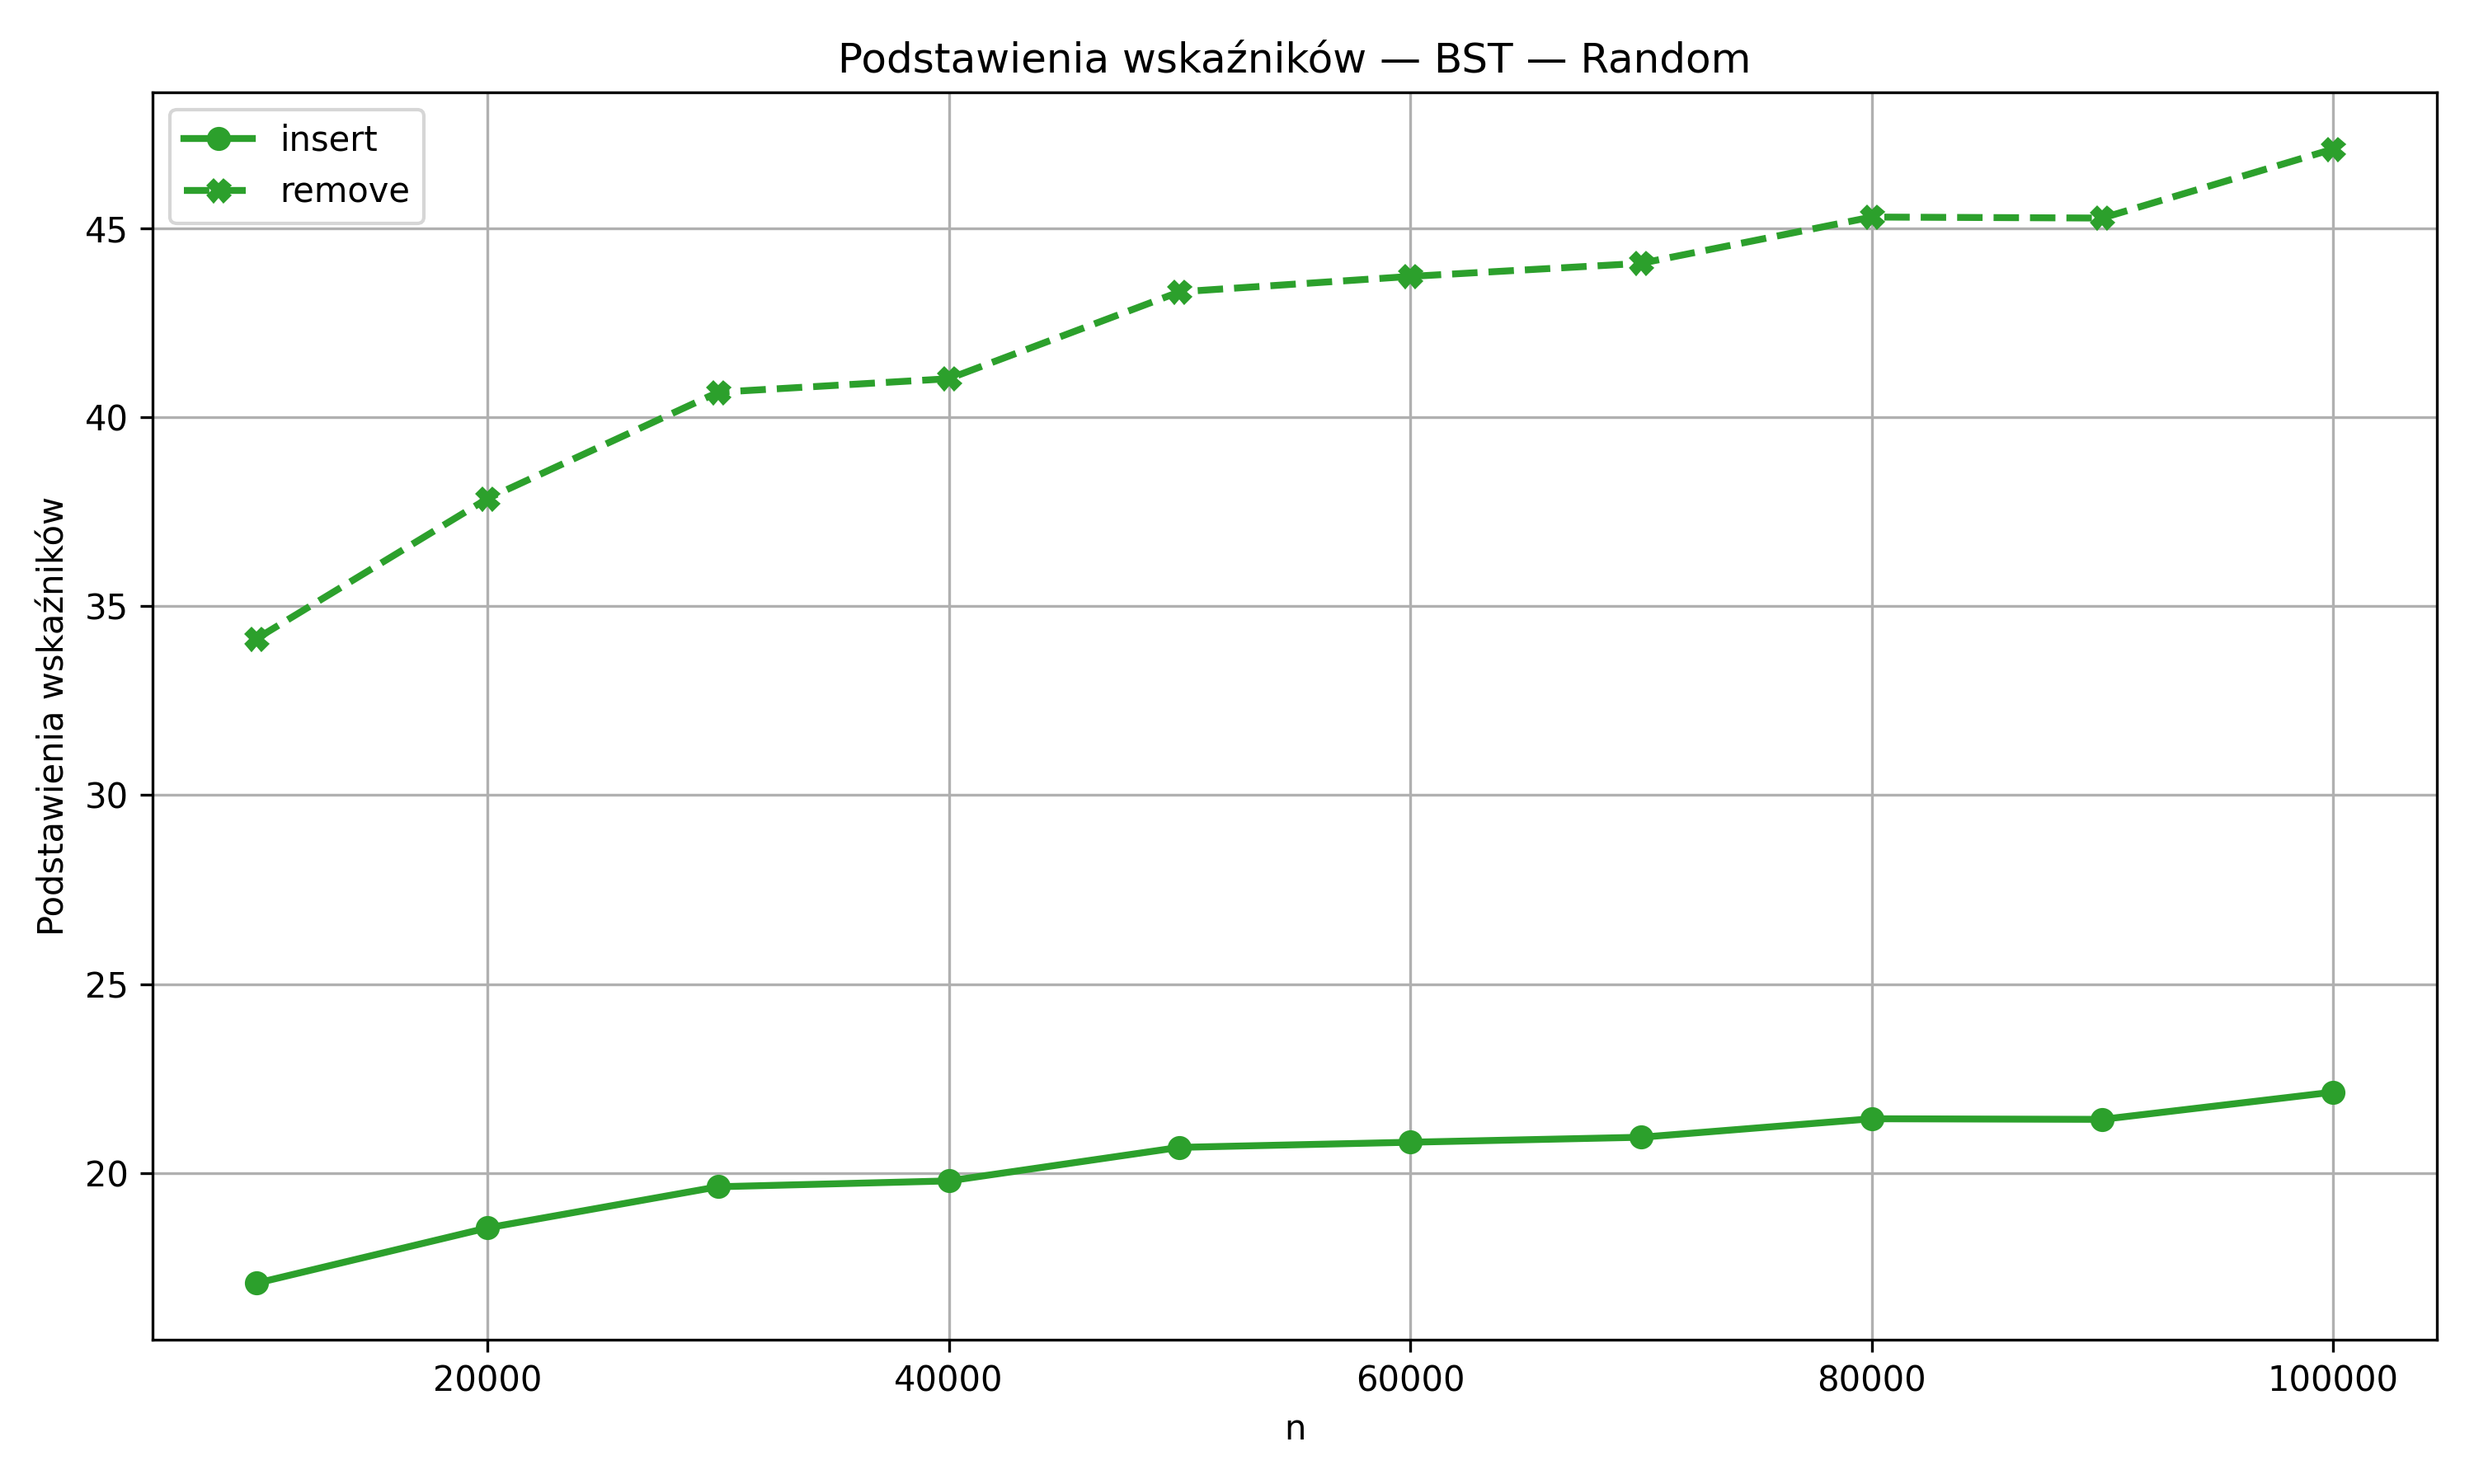 Podstawienia wskaźników — BST — Random
insert
remove
45
40
35
30
25
20
Podstawienia wskaźników
20000
40000
60000
80000
100000
n